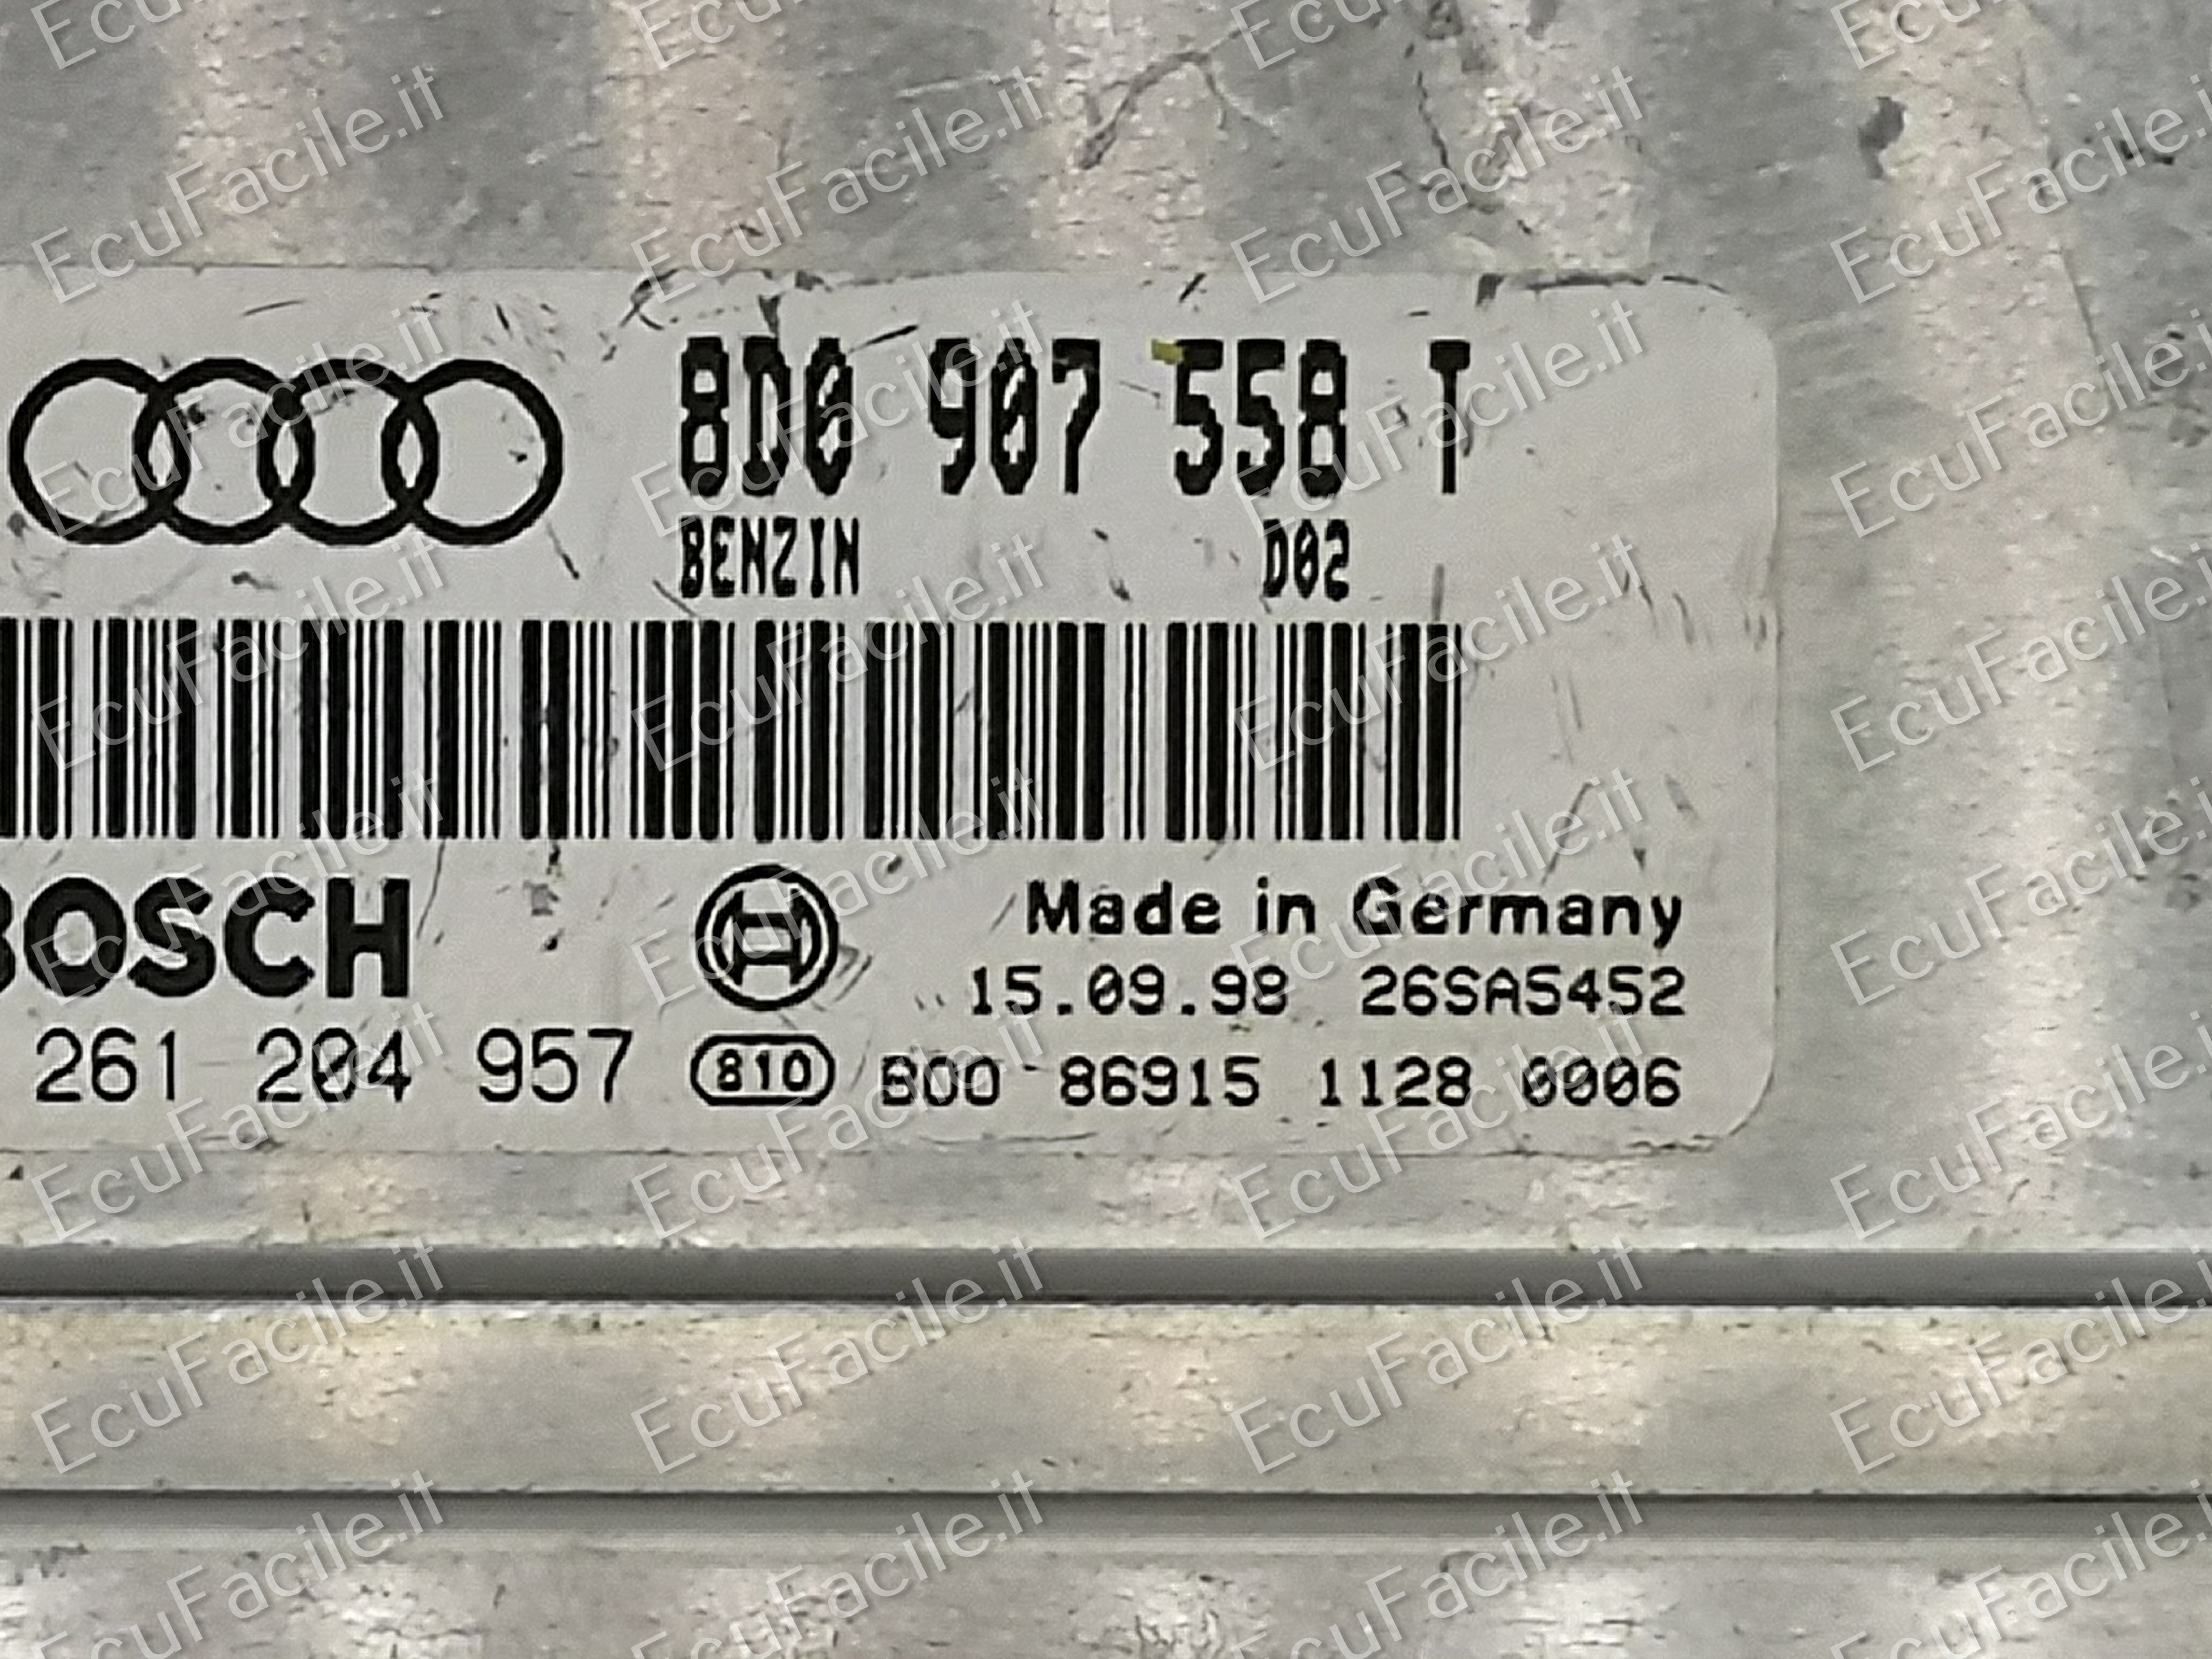 8D0 907 558 T
BENZIN D02
BOSCH
Made in Germany
15.09.98 26SA5452
261 204 957 810 BOO 86915 1128 0006
EcuFacile.it